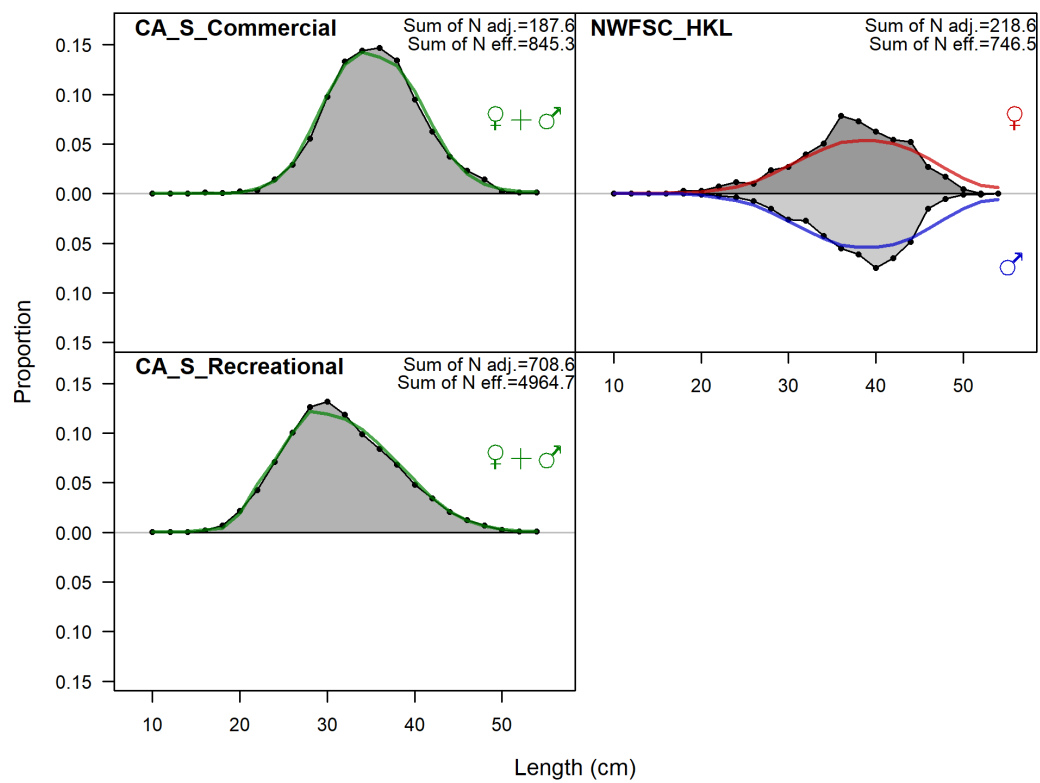 CA_S_Commercial
Sum of N adj.=187.6
Sum of N eff.=845.3
♀+♂
0.15
0.10
0.05
0.00
0.05
0.10
0.15
NWFSC_HKL
Sum of N adj.=218.6
Sum of N eff.=746.5
♀
♂
10 20 30 40 50
CA_S_Recreational
Sum of N adj.=708.6
Sum of N eff.=4964.7
♀+♂
0.15
0.10
0.05
0.00
0.05
0.10
0.15
10 20 30 40 50
Proportion
Length (cm)